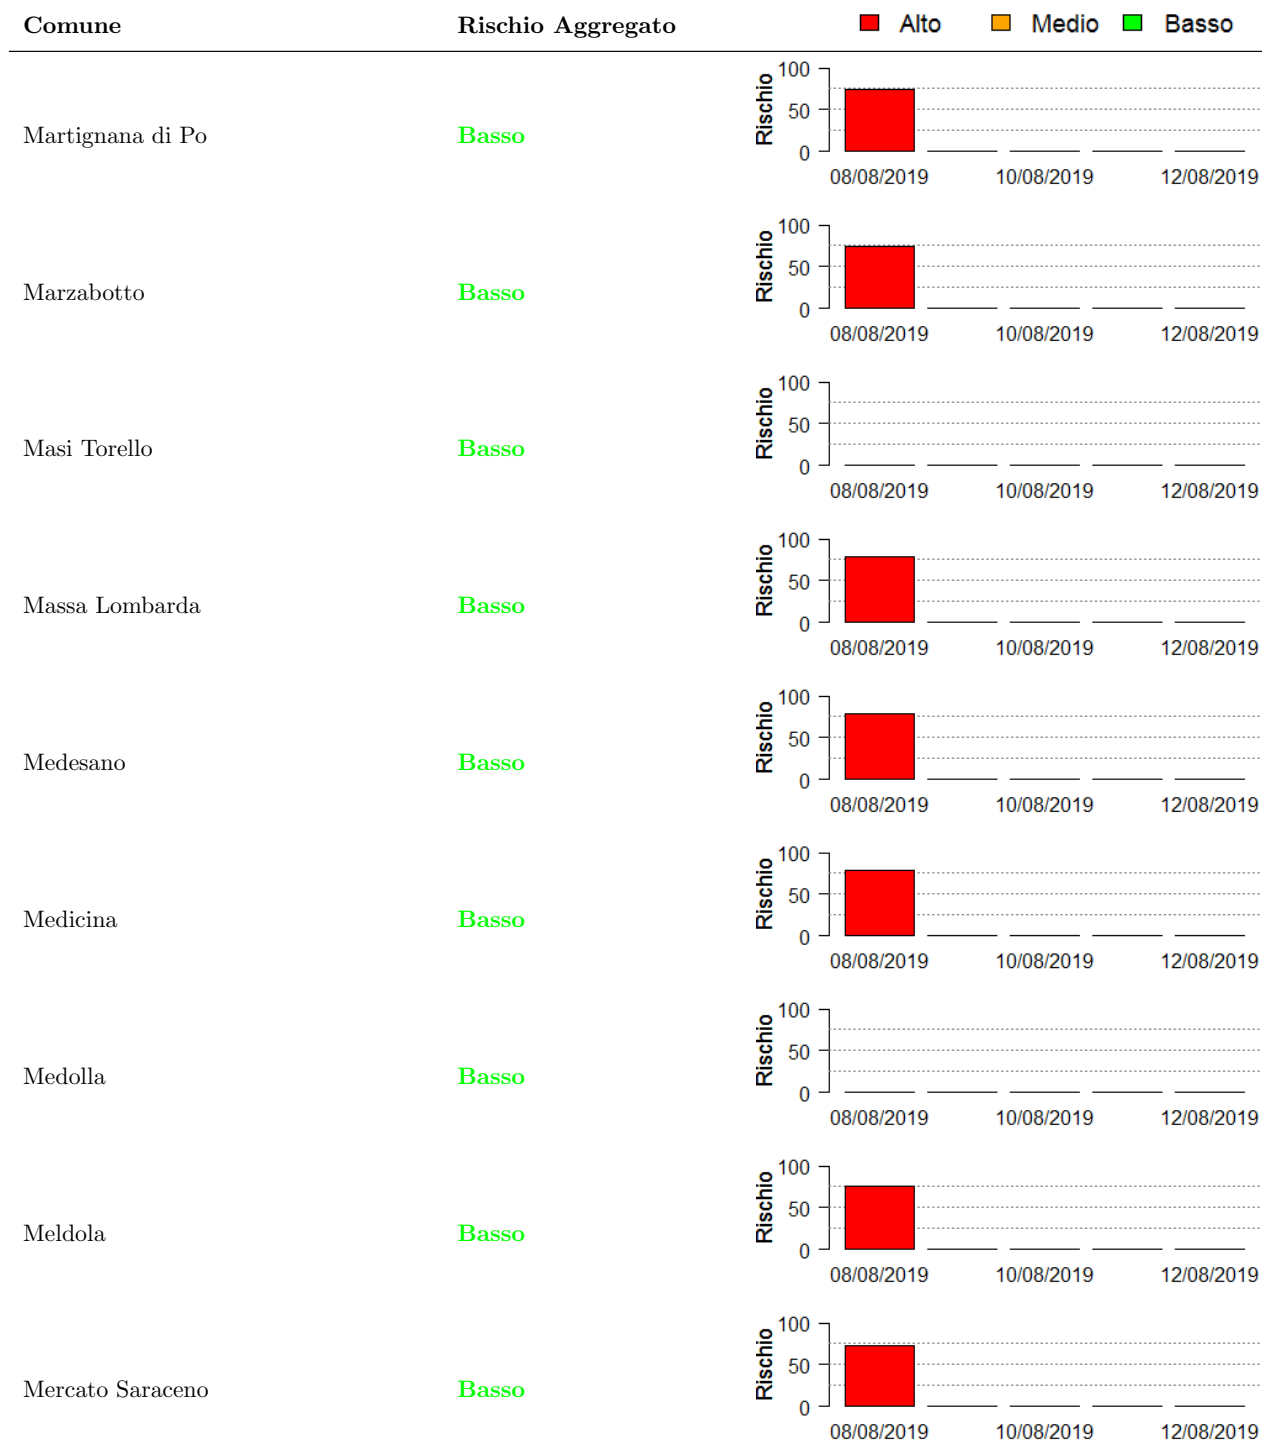 Comune Rischio Aggregato Alto Medio Basso
Martignana di Po Basso Rischio 100 50 0 08/08/2019 10/08/2019 12/08/2019
Marzabotto Basso Rischio 100 50 0 08/08/2019 10/08/2019 12/08/2019
Masi Torello Basso Rischio 100 50 0 08/08/2019 10/08/2019 12/08/2019
Massa Lombarda Basso Rischio 100 50 0 08/08/2019 10/08/2019 12/08/2019
Medesano Basso Rischio 100 50 0 08/08/2019 10/08/2019 12/08/2019
Medicina Basso Rischio 100 50 0 08/08/2019 10/08/2019 12/08/2019
Medolla Basso Rischio 100 50 0 08/08/2019 10/08/2019 12/08/2019
Meldola Basso Rischio 100 50 0 08/08/2019 10/08/2019 12/08/2019
Mercato Saraceno Basso Rischio 100 50 0 08/08/2019 10/08/2019 12/08/2019